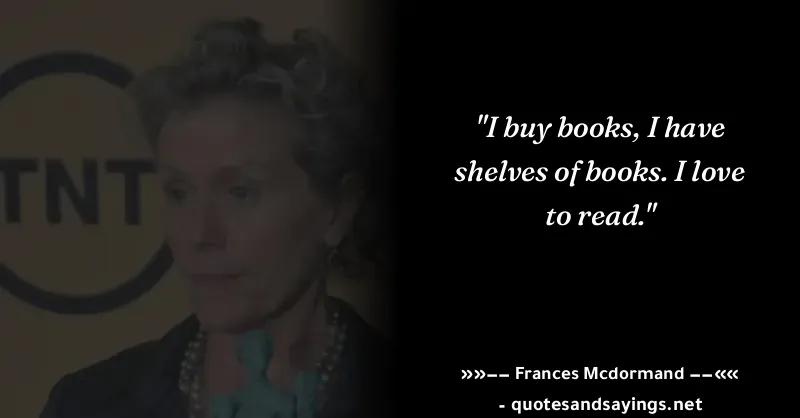 TNT
"I buy books, I have
shelves of books. I love
to read."
»»–– Frances Mcdormand ––««
- quotesandsayings.net